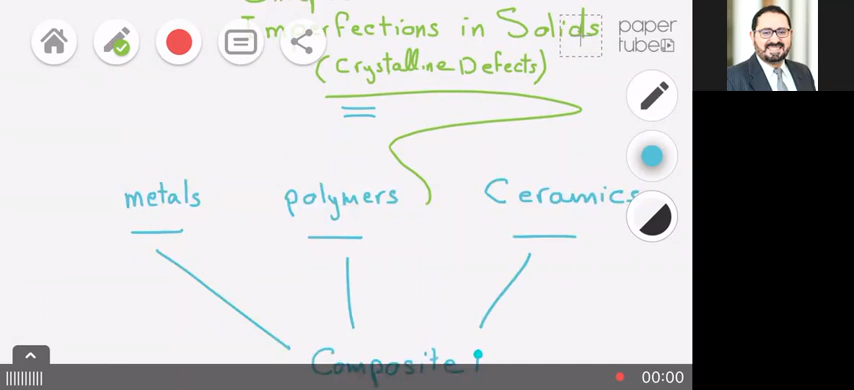 Imperfections in Solids
paper
tube
(Crystalline Defects)
metals polymers Ceramics
Composite
00:00